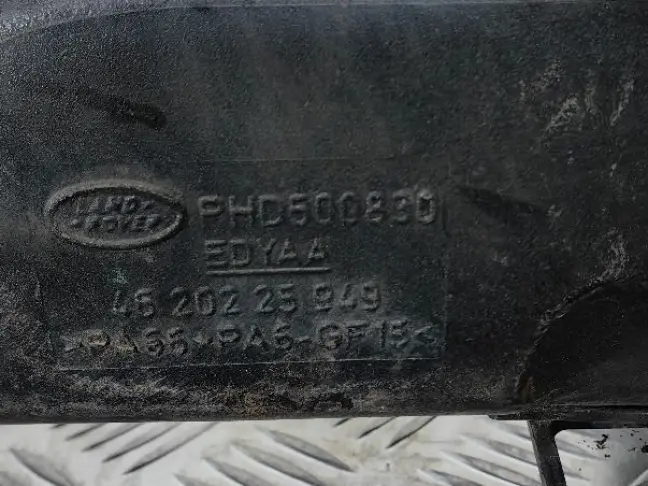 LAND-
ROVER
PHD500830
EDYAA
46 202 25 949
>PA66+PA6-GF15<